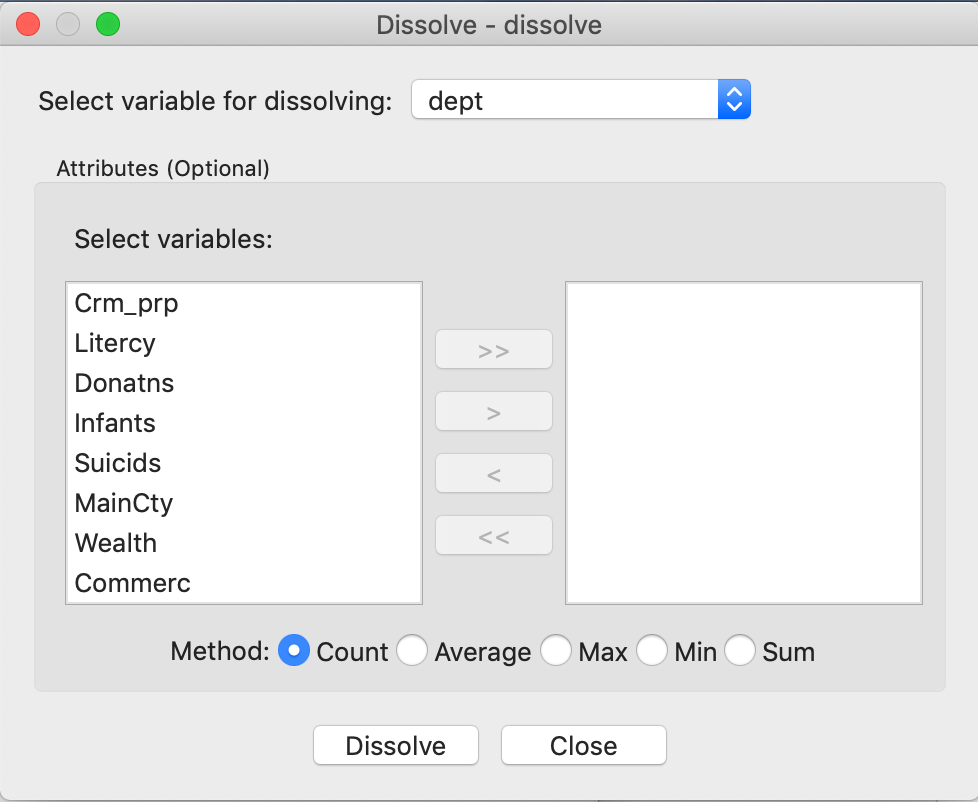 Dissolve - dissolve
Select variable for dissolving: dept
Attributes (Optional)
Select variables:
Crm_prp
Litercy
Donatns
Infants
Suicids
MainCty
Wealth
Commerc
>>
>
<
<<
Method: Count Average Max Min Sum
Dissolve Close